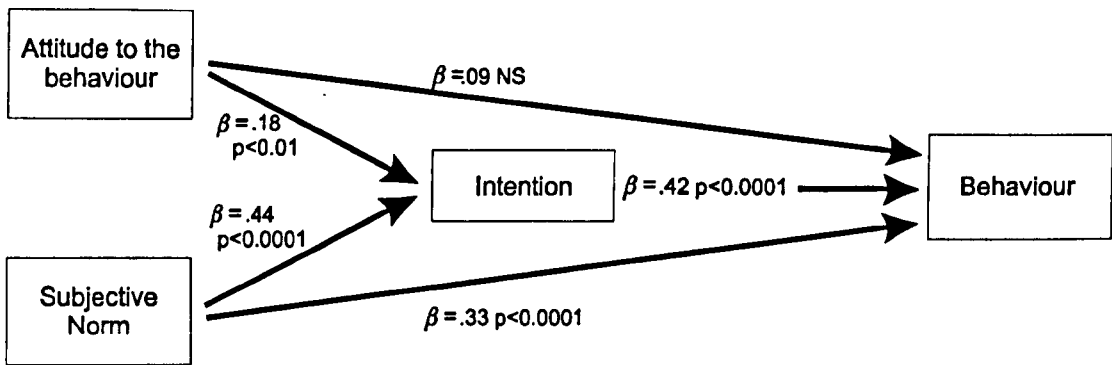 Attitude to the
behaviour
β =.09 NS
β =.18
p<0.01
Intention
β =.42 p<0.0001
Behaviour
β =.44
p<0.0001
Subjective
Norm
β =.33 p<0.0001